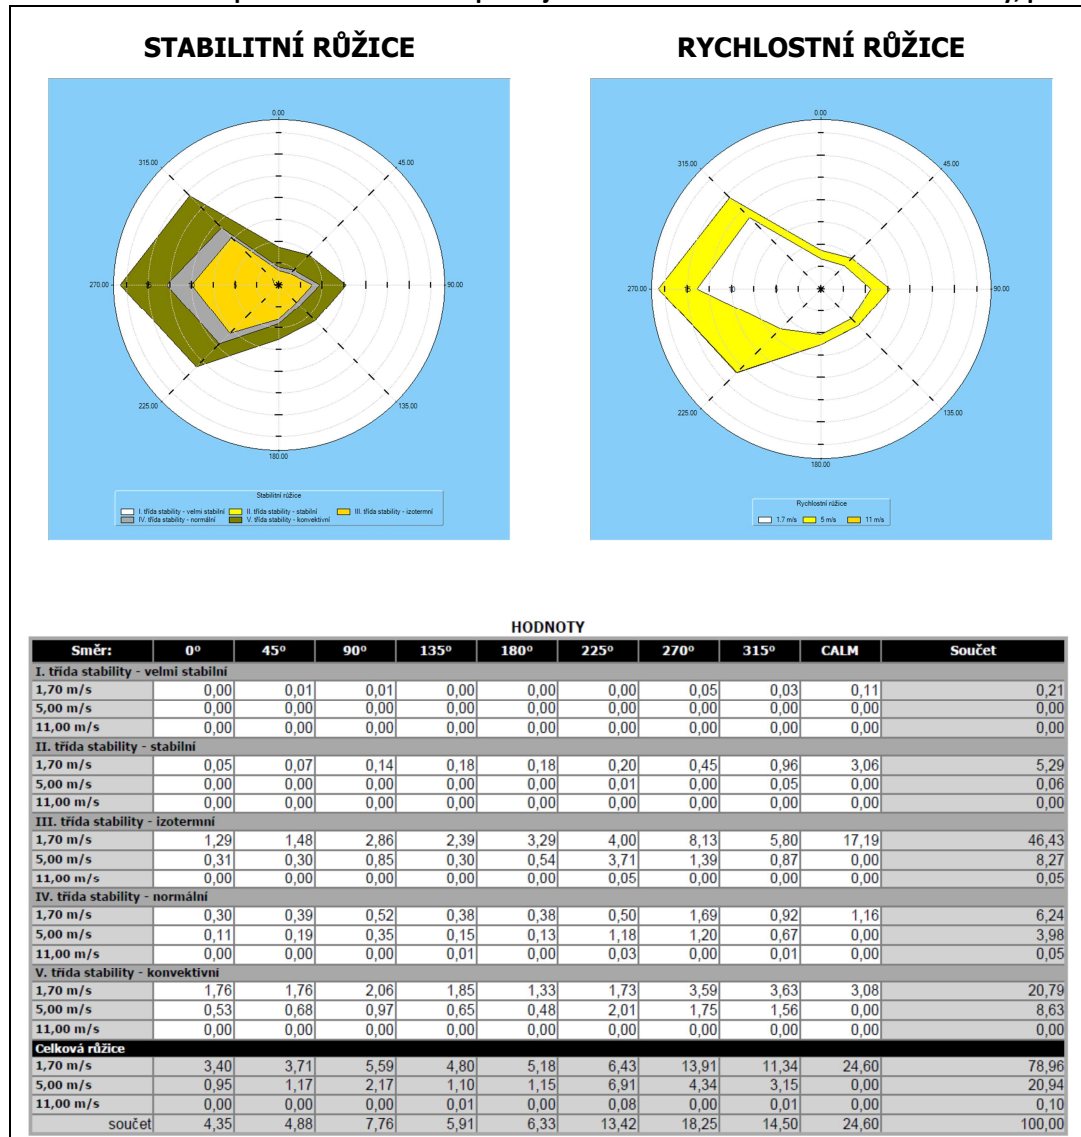 STABILITNÍ RŮŽICE RYCHLOSTNÍ RŮŽICE
0.00 0.00
315.00 45.00 315.00 45.00
270.00 90.00 270.00 90.00
225.00 135.00 225.00 135.00
180.00 180.00
Stabilitní růžice
I. třída stability - velmi stabilní II. třída stability - stabilní III. třída stability - izotermní
IV. třída stability - normální V. třída stability - konvektivní
Rychlostní růžice
1.7 m/s 5 m/s 11 m/s
HODNOTY
Směr: 0º 45º 90º 135º 180º 225º 270º 315º CALM Součet
I. třída stability - velmi stabilní
1,70 m/s 0,00 0,01 0,01 0,00 0,00 0,00 0,05 0,03 0,11 0,21
5,00 m/s 0,00 0,00 0,00 0,00 0,00 0,00 0,00 0,00 0,00 0,00
11,00 m/s 0,00 0,00 0,00 0,00 0,00 0,00 0,00 0,00 0,00 0,00
II. třída stability - stabilní
1,70 m/s 0,05 0,07 0,14 0,18 0,18 0,20 0,45 0,96 3,06 5,29
5,00 m/s 0,00 0,00 0,00 0,00 0,00 0,01 0,00 0,05 0,00 0,06
11,00 m/s 0,00 0,00 0,00 0,00 0,00 0,00 0,00 0,00 0,00 0,00
III. třída stability - izotermní
1,70 m/s 1,29 1,48 2,86 2,39 3,29 4,00 8,13 5,80 17,19 46,43
5,00 m/s 0,31 0,30 0,85 0,30 0,54 3,71 1,39 0,87 0,00 8,27
11,00 m/s 0,00 0,00 0,00 0,00 0,00 0,05 0,00 0,00 0,00 0,05
IV. třída stability - normální
1,70 m/s 0,30 0,39 0,52 0,38 0,38 0,50 1,69 0,92 1,16 6,24
5,00 m/s 0,11 0,19 0,35 0,15 0,13 1,18 1,20 0,67 0,00 3,98
11,00 m/s 0,00 0,00 0,00 0,01 0,00 0,03 0,00 0,01 0,00 0,05
V. třída stability - konvektivní
1,70 m/s 1,76 1,76 2,06 1,85 1,33 1,73 3,59 3,63 3,08 20,79
5,00 m/s 0,53 0,68 0,97 0,65 0,48 2,01 1,75 1,56 0,00 8,63
11,00 m/s 0,00 0,00 0,00 0,00 0,00 0,00 0,00 0,00 0,00 0,00
Celková růžice
1,70 m/s 3,40 3,71 5,59 4,80 5,18 6,43 13,91 11,34 24,60 78,96
5,00 m/s 0,95 1,17 2,17 1,10 1,15 6,91 4,34 3,15 0,00 20,94
11,00 m/s 0,00 0,00 0,00 0,01 0,00 0,08 0,00 0,01 0,00 0,10
součet 4,35 4,88 7,76 5,91 6,33 13,42 18,25 14,50 24,60 100,00